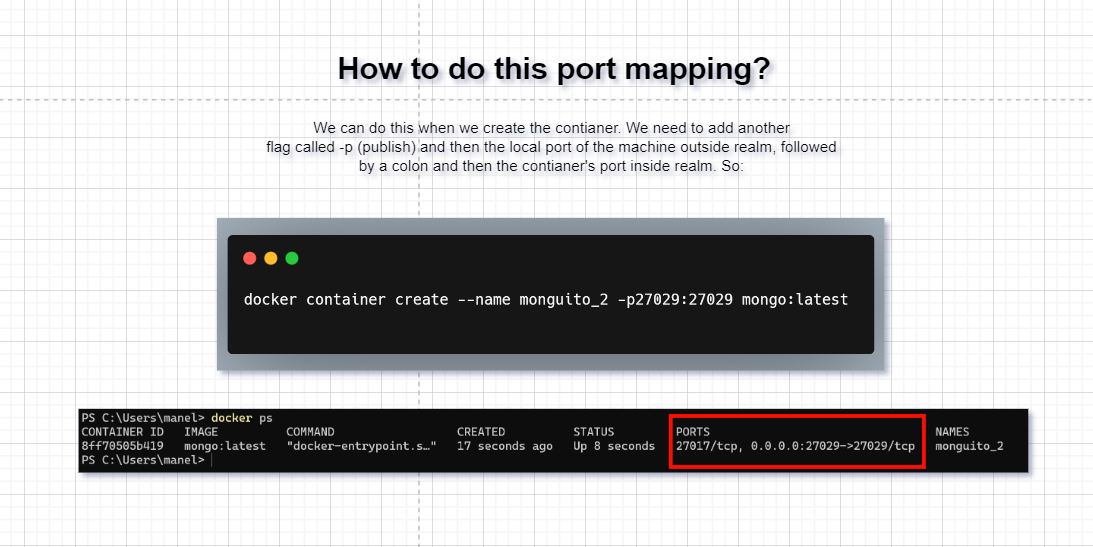 How to do this port mapping?
We can do this when we create the contianer. We need to add another
flag called -p (publish) and then the local port of the machine outside realm, followed
by a colon and then the contianer's port inside realm. So:
docker container create --name monguito_2 -p27029:27029 mongo:latest
PS C:\Users\manel> docker ps
CONTAINER ID IMAGE COMMAND CREATED STATUS PORTS NAMES
8ff70505b419 mongo:latest "docker-entrypoint.s…" 17 seconds ago Up 8 seconds 27017/tcp, 0.0.0.0:27029->27029/tcp monguito_2
PS C:\Users\manel>